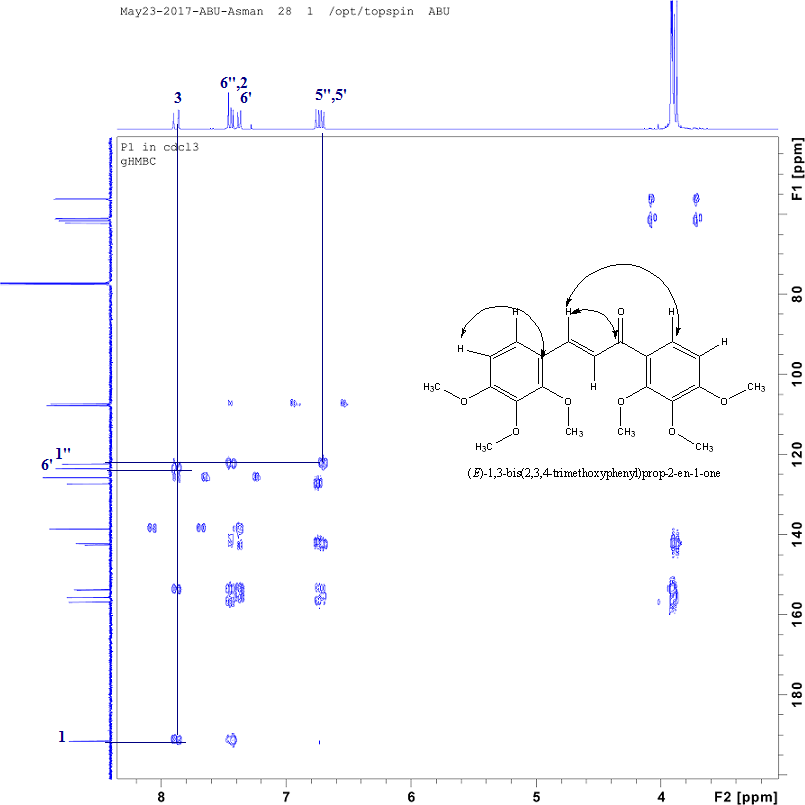 May23-2017-ABU-Asman 28 1 /opt/topspin ABU
3
6'',2
6'
5'',5'
P1 in cdcl3
gHMBC
F1 [ppm]
80
100
120
140
160
180
1''
6'
1
H
H
O
H
H
H
H
H₃C
O
O
O
O
O
CH₃
H₃C
O
CH₃
CH₃
H₃C
CH₃
(E)-1,3-bis(2,3,4-trimethoxyphenyl)prop-2-en-1-one
8
7
6
5
4
F2 [ppm]